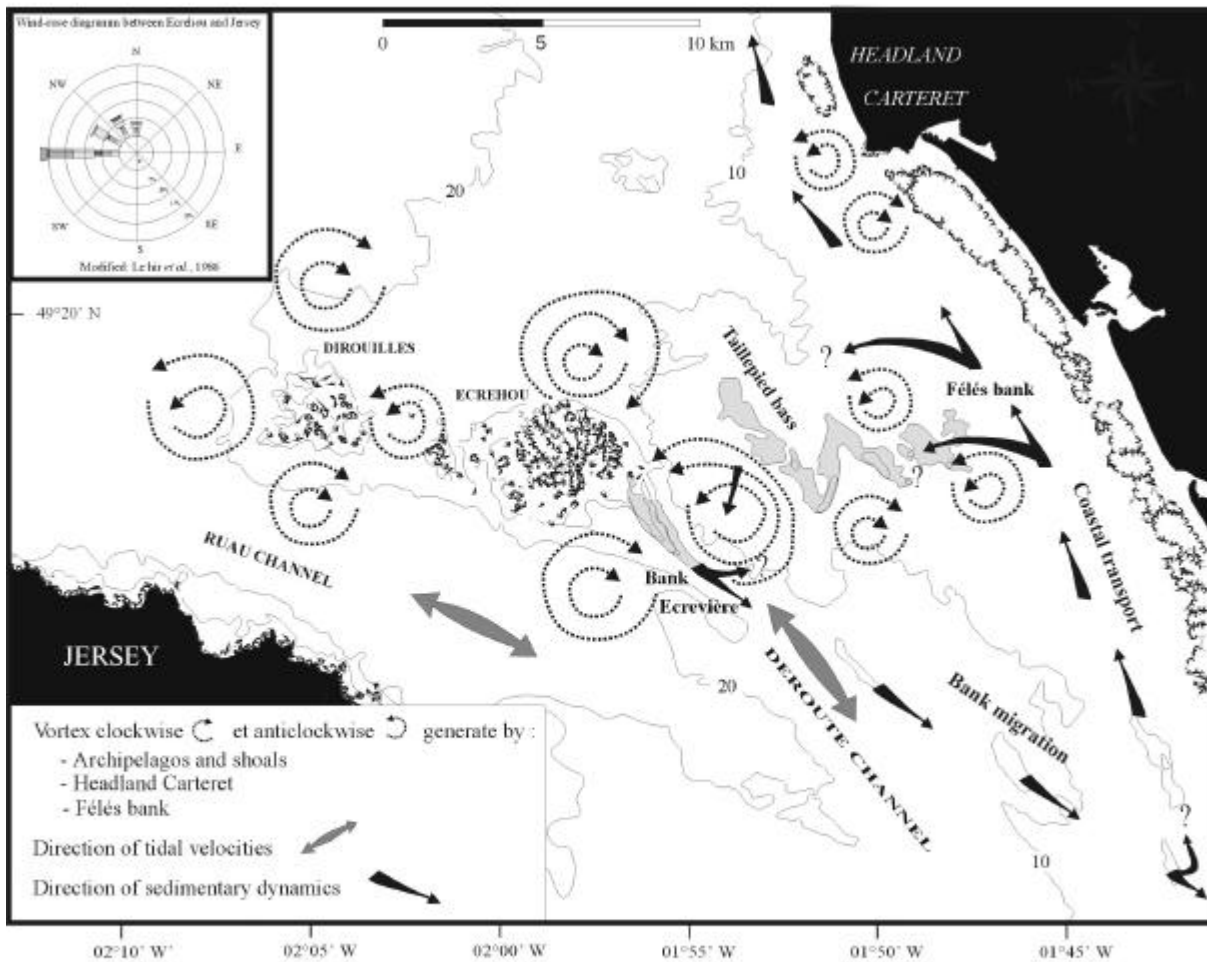 Wind-rose diagramm between Ecrehou and Jersey
N
NW
NE
E
SW
SE
S
Modified: Le hir et al., 1986
0
5
10 km
HEADLAND
CARTERET
20
10
49°20' N
DIROUILLES
ECREHOU
Taillepied bass
?
Félés bank
?
RUAU CHANNEL
Bank
Ecrevière
?
Coastal transport
JERSEY
20
DEROUTE CHANNEL
Bank migration
10
?
Vortex clockwise et anticlockwise generate by :
- Archipelagos and shoals
- Headland Carteret
- Félés bank
Direction of tidal velocities
Direction of sedimentary dynamics
02°10' W
02°05' W
02°00' W
01°55' W
01°50' W
01°45' W